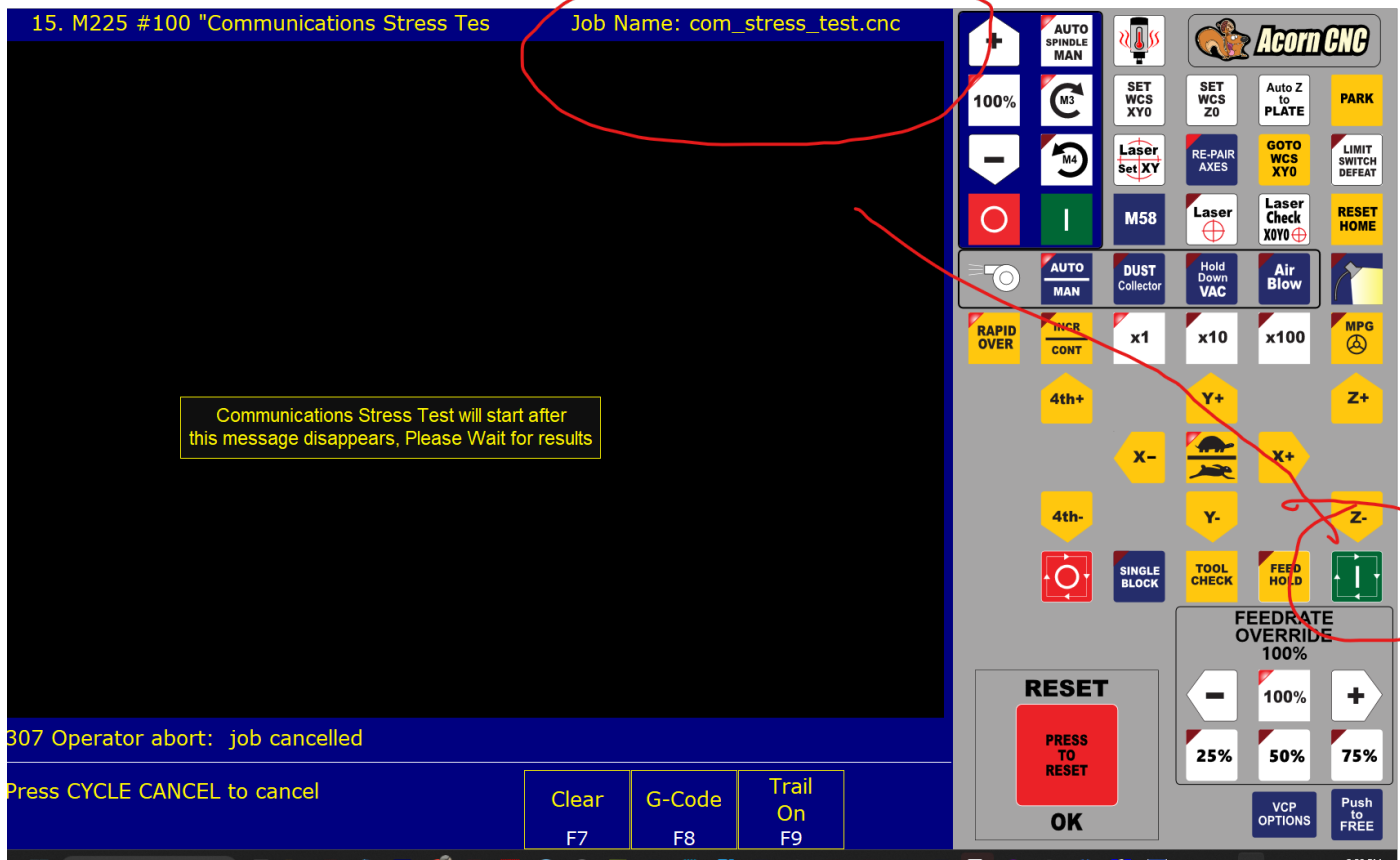 15. M225 #100 "Communications Stress Tes
Job Name: com_stress_test.cnc
Communications Stress Test will start after
this message disappears, Please Wait for results
307 Operator abort: job cancelled
Press CYCLE CANCEL to cancel
Clear
F7
G-Code
F8
Trail
On
F9
+
AUTO
SPINDLE
MAN
Acorn CNC
100%
M3
SET
WCS
XY0
SET
WCS
Z0
Auto Z
to
PLATE
PARK
-
M4
Laser
Set XY
RE-PAIR
AXES
GOTO
WCS
XY0
LIMIT
SWITCH
DEFEAT
M58
Laser
Laser
Check
X0Y0
RESET
HOME
AUTO
MAN
DUST
Collector
Hold
Down
VAC
Air
Blow
RAPID
OVER
INCR
CONT
x1
x10
x100
MPG
4th+
Y+
Z+
X-
X+
4th-
Y-
Z-
SINGLE
BLOCK
TOOL
CHECK
FEED
HOLD
FEEDRATE
OVERRIDE
100%
-
100%
+
25%
50%
75%
RESET
PRESS
TO
RESET
OK
VCP
OPTIONS
Push
to
FREE